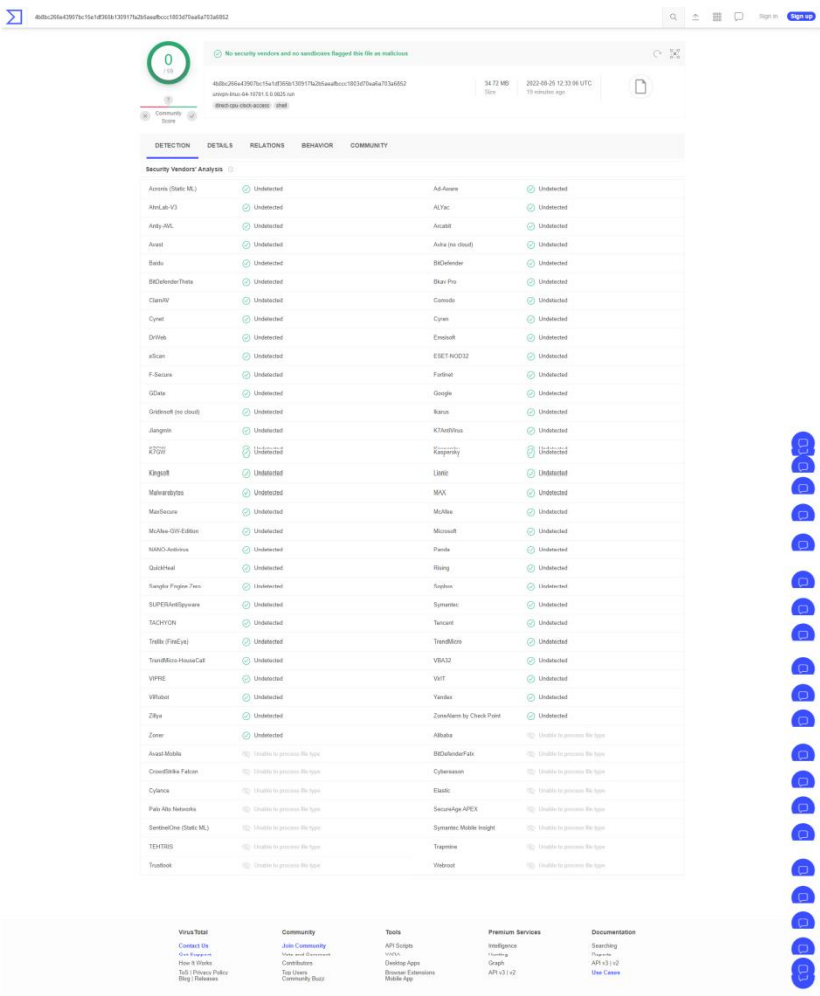 Sign in Sign up
0
No security vendors and no sandboxes flagged this file as malicious
34.72 MB
Size
19 minutes ago
direct-cpu-clock-access shell
?
Community
Score
DETECTION DETAILS RELATIONS BEHAVIOR COMMUNITY
Security Vendors' Analysis
Acronis (Static ML) Undetected Ad-Aware Undetected
AhnLab-V3 Undetected ALYac Undetected
Antiy-AVL Undetected Arcabit Undetected
Avast Undetected Avira (no cloud) Undetected
Baidu Undetected BitDefender Undetected
BitDefenderTheta Undetected Bkav Pro Undetected
ClamAV Undetected Comodo Undetected
Cynet Undetected Cyren Undetected
DrWeb Undetected Emsisoft Undetected
eScan Undetected ESET-NOD32 Undetected
F-Secure Undetected Fortinet Undetected
GData Undetected Google Undetected
Gridinsoft (no cloud) Undetected Ikarus Undetected
Jiangmin Undetected K7AntiVirus Undetected
K7GW Undetected Kaspersky Undetected
Kingsoft Undetected Lionic Undetected
Malwarebytes Undetected MAX Undetected
MaxSecure Undetected McAfee Undetected
McAfee-GW-Edition Undetected Microsoft Undetected
NANO-Antivirus Undetected Panda Undetected
QuickHeal Undetected Rising Undetected
Sangfor Engine Zero Undetected Sophos Undetected
SUPERAntiSpyware Undetected Symantec Undetected
TACHYON Undetected Tencent Undetected
Trellix (FireEye) Undetected TrendMicro Undetected
TrendMicro-HouseCall Undetected VBA32 Undetected
VIPRE Undetected VirIT Undetected
ViRobot Undetected Yandex Undetected
Zillya Undetected ZoneAlarm by Check Point Undetected
Zoner Undetected Alibaba Unable to process file type
Avast-Mobile Unable to process file type BitDefenderFalx Unable to process file type
CrowdStrike Falcon Unable to process file type Cybereason Unable to process file type
Cylance Unable to process file type Elastic Unable to process file type
Palo Alto Networks Unable to process file type SecureAge APEX Unable to process file type
SentinelOne (Static ML) Unable to process file type Symantec Mobile Insight Unable to process file type
TEHTRIS Unable to process file type Trapmine Unable to process file type
Trustlook Unable to process file type Webroot Unable to process file type
VirusTotal Community Tools Premium Services Documentation
Contact Us Join Community API Scripts Intelligence Searching
Get Support Vote and Comment YARA Hunting Reports
How It Works Contributors Desktop Apps Graph API v3 | v2
ToS | Privacy Policy Top Users Browser Extensions API v3 | v2 Use Cases
Blog | Releases Community Buzz Mobile App